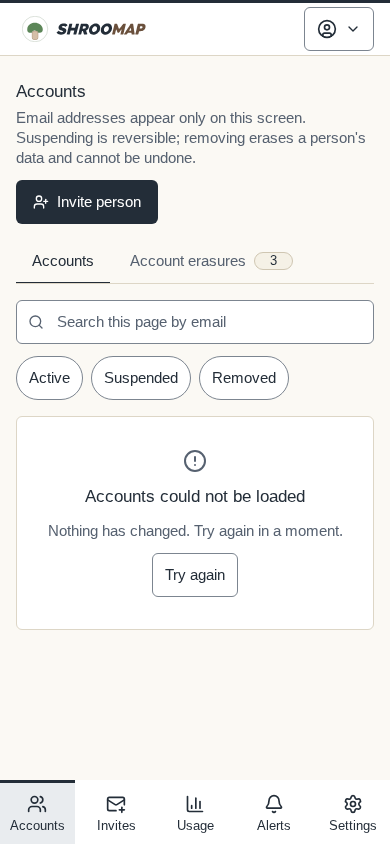 SHROOMAP
Accounts
Email addresses appear only on this screen.
Suspending is reversible; removing erases a person's
data and cannot be undone.
Invite person
Accounts
Account erasures
3
Search this page by email
Active
Suspended
Removed
Accounts could not be loaded
Nothing has changed. Try again in a moment.
Try again
Accounts
Invites
Usage
Alerts
Settings